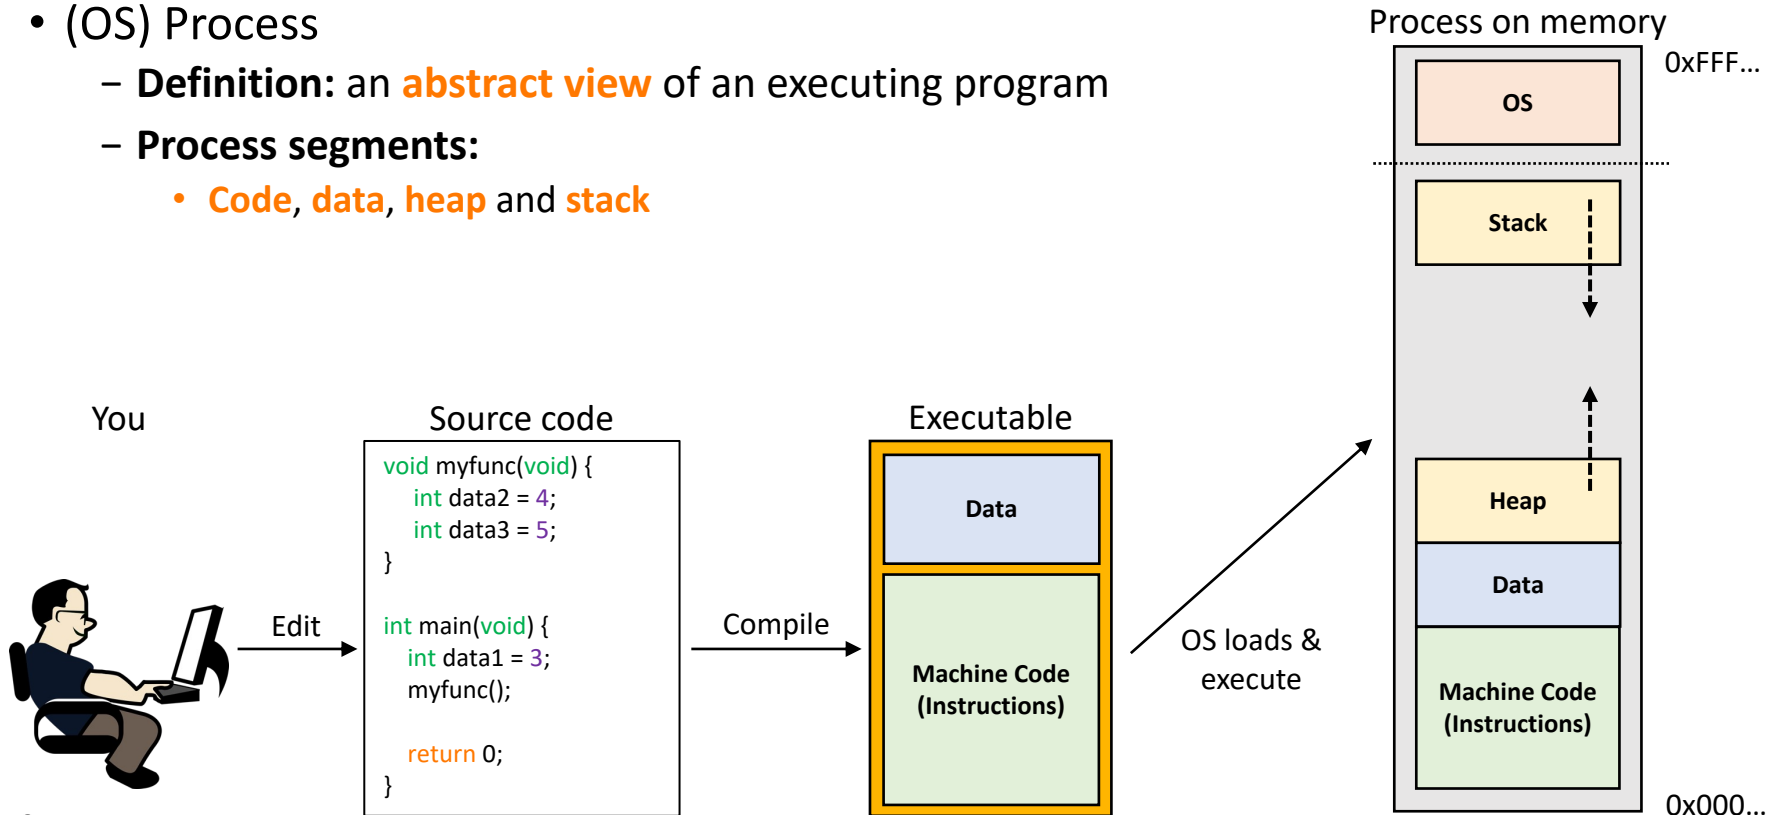 • (OS) Process
– Definition: an abstract view of an executing program
– Process segments:
• Code, data, heap and stack
You
Edit
Source code
void myfunc(void) {
int data2 = 4;
int data3 = 5;
}
int main(void) {
int data1 = 3;
myfunc();
return 0;
}
Compile
Executable
Data
Machine Code
(Instructions)
OS loads &
execute
Process on memory
0xFFF...
OS
Stack
Heap
Data
Machine Code
(Instructions)
0x000...